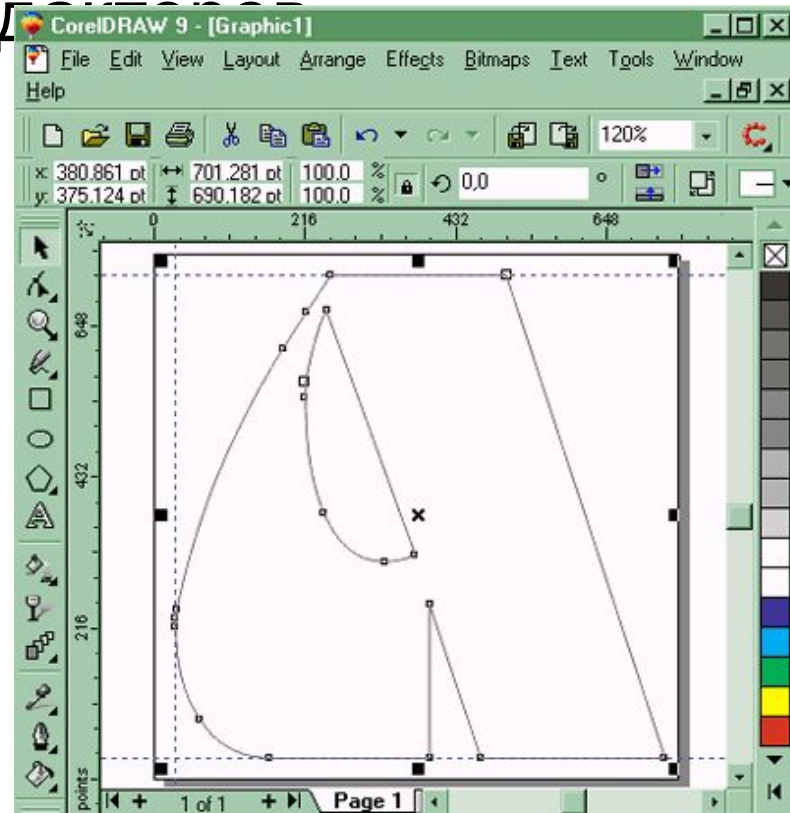 CorelDRAW 9 - [Graphic1]
File Edit View Layout Arrange Effects Bitmaps Text Tools Window
Help
120%
x: 380.861 pt 701.281 pt 100.0 %
y: 375.124 pt 690.182 pt 100.0 %
0,0 °
0 216 432 648
648
432
216
points
1 of 1 Page 1